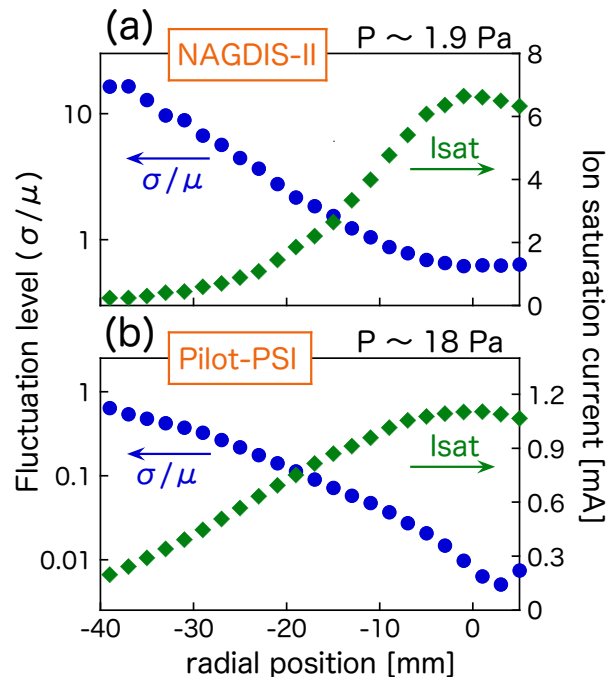 (a)
NAGDIS-II
P ~ 1.9 Pa
10
1
8
6
4
2
0
Isat
σ/μ
Fluctuation level (σ/μ)
Ion saturation current [mA]
(b)
Pilot-PSI
P ~ 18 Pa
1
0.1
0.01
1.2
0.9
0.6
0.3
0
Isat
σ/μ
-40 -30 -20 -10 0
radial position [mm]